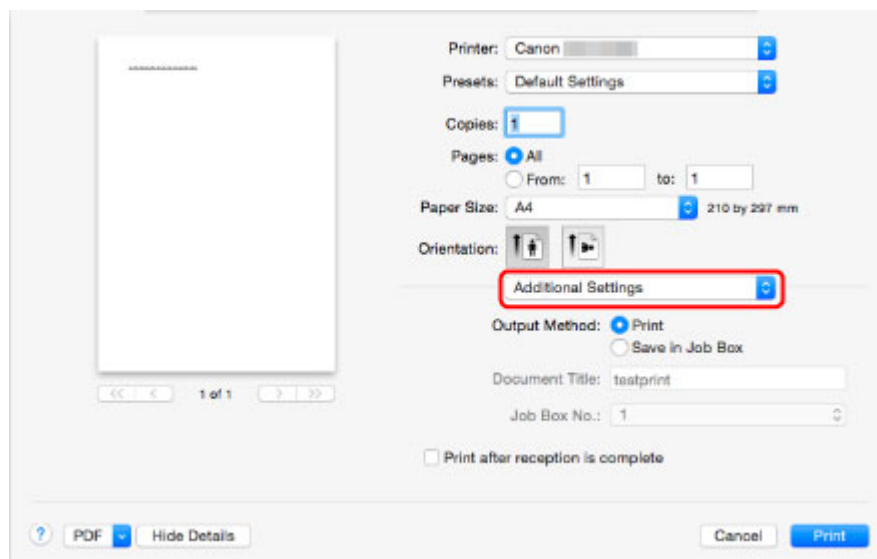 Printer: Canon
Presets: Default Settings
Copies: 1
Pages: All
From: 1 to: 1
Paper Size: A4 210 by 297 mm
Orientation:
Additional Settings
Output Method: Print
Save in Job Box
Document Title: testprint
Job Box No.: 1
Print after reception is complete
<< < 1 of 1 > >>
? PDF Hide Details Cancel Print